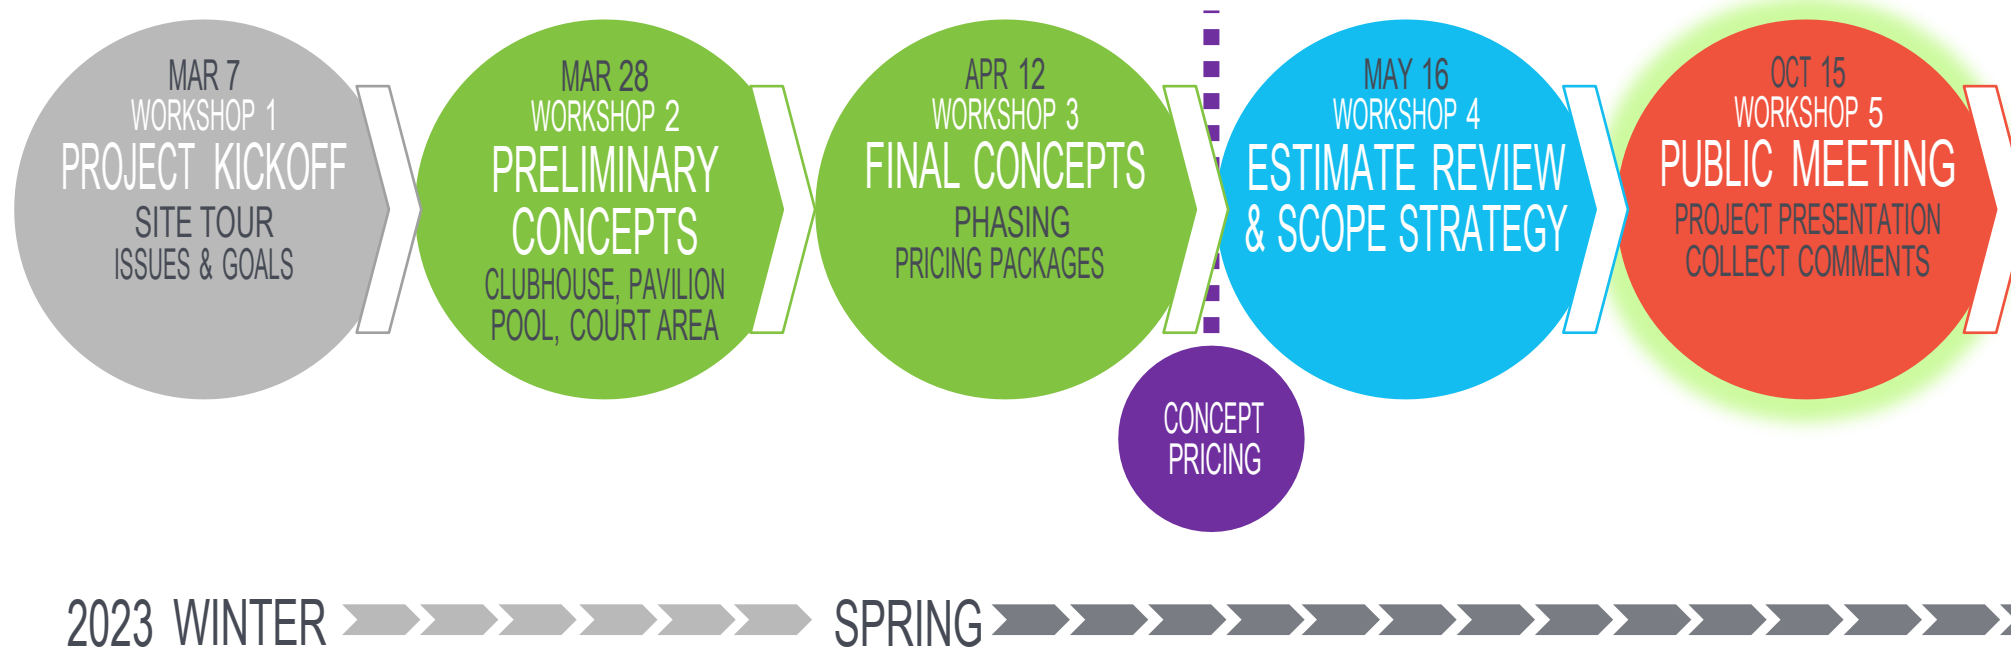 MAR 7
WORKSHOP 1
PROJECT KICKOFF
SITE TOUR
ISSUES & GOALS
MAR 28
WORKSHOP 2
PRELIMINARY
CONCEPTS
CLUBHOUSE, PAVILION
POOL, COURT AREA
APR 12
WORKSHOP 3
FINAL CONCEPTS
PHASING
PRICING PACKAGES
MAY 16
WORKSHOP 4
ESTIMATE REVIEW
& SCOPE STRATEGY
OCT 15
WORKSHOP 5
PUBLIC MEETING
PROJECT PRESENTATION
COLLECT COMMENTS
CONCEPT
PRICING
2023 WINTER
SPRING